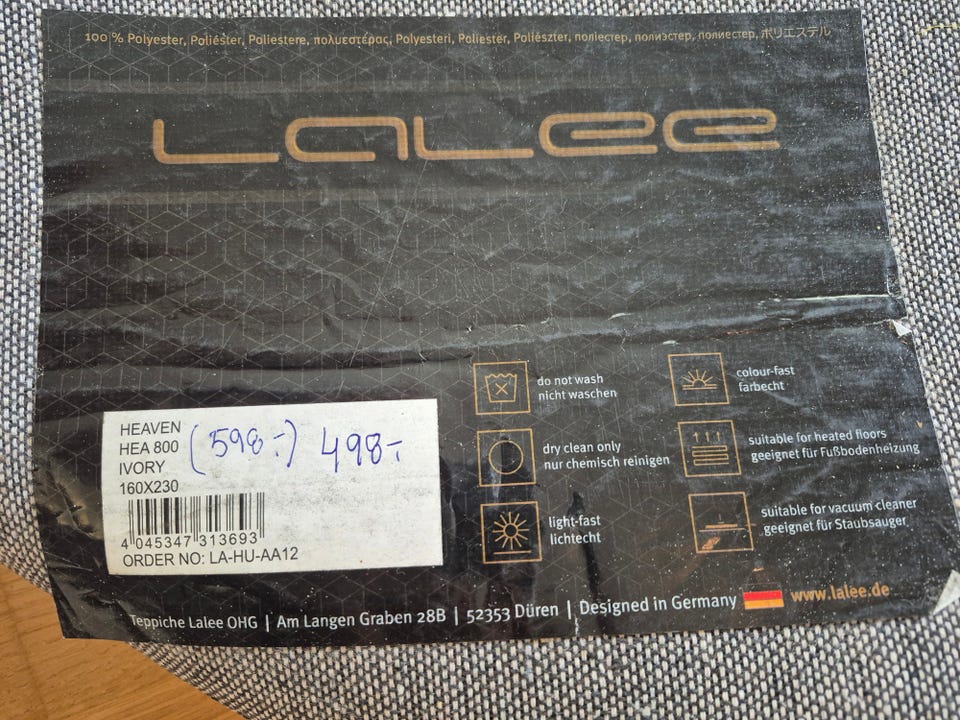 100 % Polyester, Poliéster, Poliestere, πολυεστέρας, Polyesteri, Poliester, Poliészter, поліестер, полиэстер, полиестер, ポリエステル
LALEE
HEAVEN
HEA 800
IVORY
160X230
(598.-) 498.-
4 045347 313693
ORDER NO: LA-HU-AA12
do not wash
nicht waschen
dry clean only
nur chemisch reinigen
light-fast
lichtecht
colour-fast
farbecht
suitable for heated floors
geeignet für Fußbodenheizung
suitable for vacuum cleaner
geeignet für Staubsauger
Teppiche Lalee OHG | Am Langen Graben 28B | 52353 Düren | Designed in Germany www.lalee.de